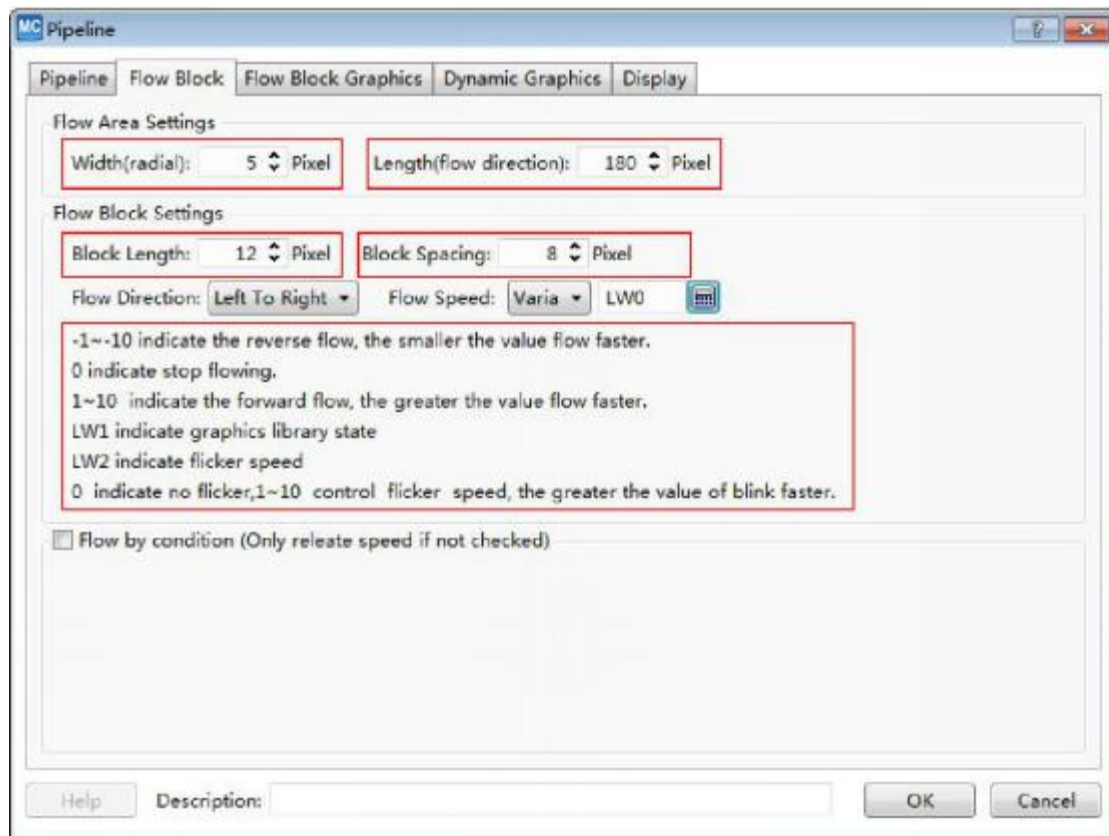 MC Pipeline
Pipeline Flow Block Flow Block Graphics Dynamic Graphics Display
Flow Area Settings
Width(radial): 5 Pixel Length(flow direction): 180 Pixel
Flow Block Settings
Block Length: 12 Pixel Block Spacing: 8 Pixel
Flow Direction: Left To Right Flow Speed: Varia LW0
-1~-10 indicate the reverse flow, the smaller the value flow faster.
0 indicate stop flowing.
1~10 indicate the forward flow, the greater the value flow faster.
LW1 indicate graphics library state
LW2 indicate flicker speed
0 indicate no flicker,1~10 control flicker speed, the greater the value of blink faster.
Flow by condition (Only releate speed if not checked)
Help Description: OK Cancel